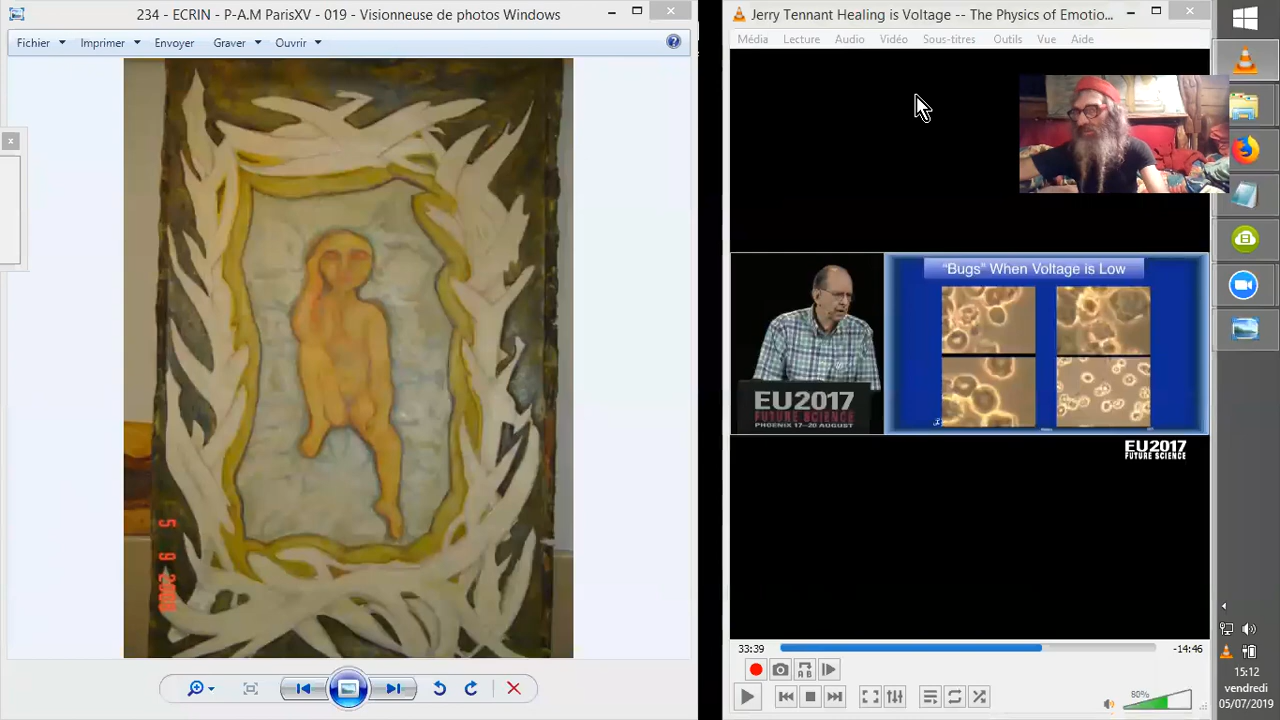 234 - ECRIN - P-A-M ParisXV - 019 - Visionneuse de photos Windows
Fichier Imprimer Envoyer Graver Ouvrir
5 9 2008
Jerry Tennant Healing is Voltage -- The Physics of Emotio...
Média Lecture Audio Vidéo Sous-titres Outils Vue Aide
"Bugs" When Voltage is Low
EU2017
FUTURE SCIENCE
PHOENIX 17–20 AUGUST
EU2017
FUTURE SCIENCE
33:39 -14:46
A B
80%
15:12
vendredi
05/07/2019